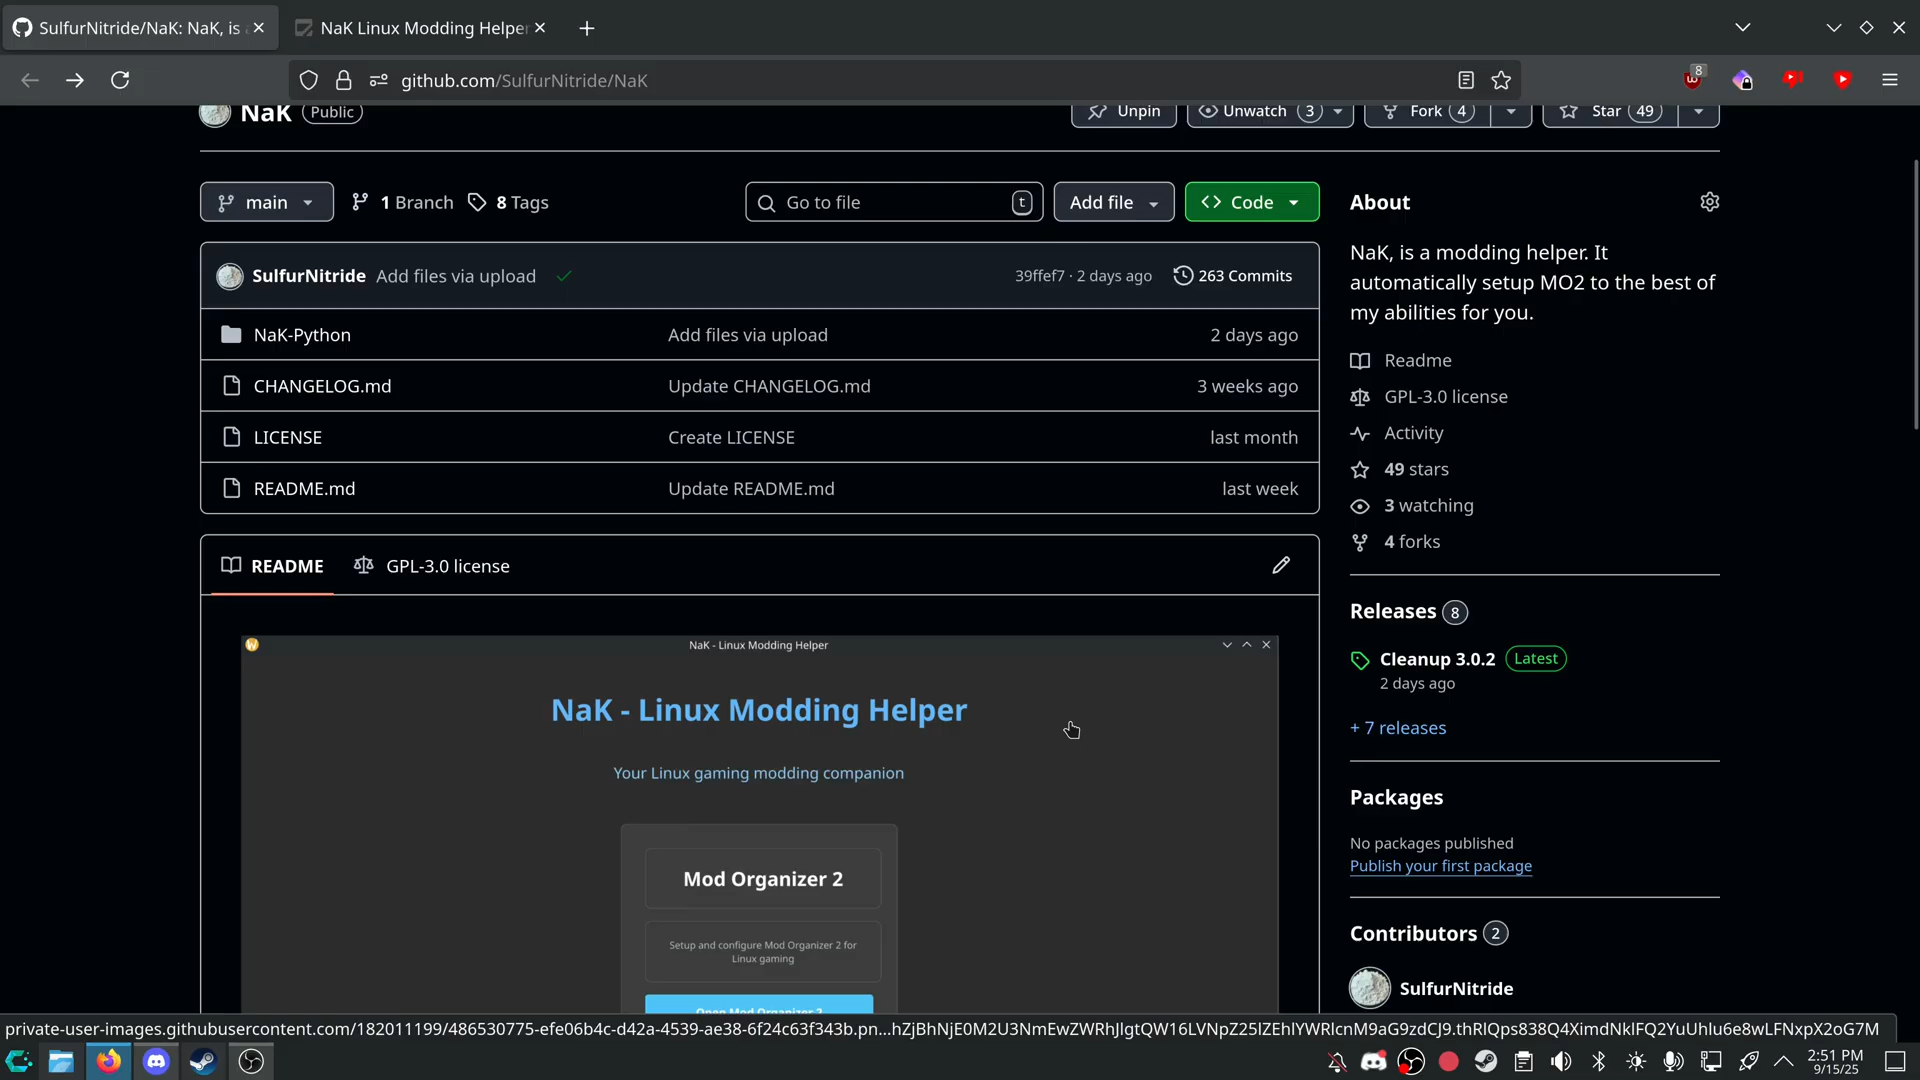 SulfurNitride/NaK: NaK, is
NaK Linux Modding Helper
github.com/SulfurNitride/NaK
8
NaK Public
Unpin
Unwatch 3
Fork 4
Star 49
main
1 Branch
8 Tags
Go to file
t
Add file
Code
SulfurNitride Add files via upload
39ffef7 · 2 days ago
263 Commits
NaK-Python Add files via upload 2 days ago
CHANGELOG.md Update CHANGELOG.md 3 weeks ago
LICENSE Create LICENSE last month
README.md Update README.md last week
README
GPL-3.0 license
NaK - Linux Modding Helper
NaK - Linux Modding Helper
Your Linux gaming modding companion
Mod Organizer 2
Setup and configure Mod Organizer 2 for
Linux gaming
Open Mod Organizer 2
About
NaK, is a modding helper. It
automatically setup MO2 to the best of
my abilities for you.
Readme
GPL-3.0 license
Activity
49 stars
3 watching
4 forks
Releases 8
Cleanup 3.0.2 Latest
2 days ago
+ 7 releases
Packages
No packages published
Publish your first package
Contributors 2
SulfurNitride
2:51 PM
9/15/25